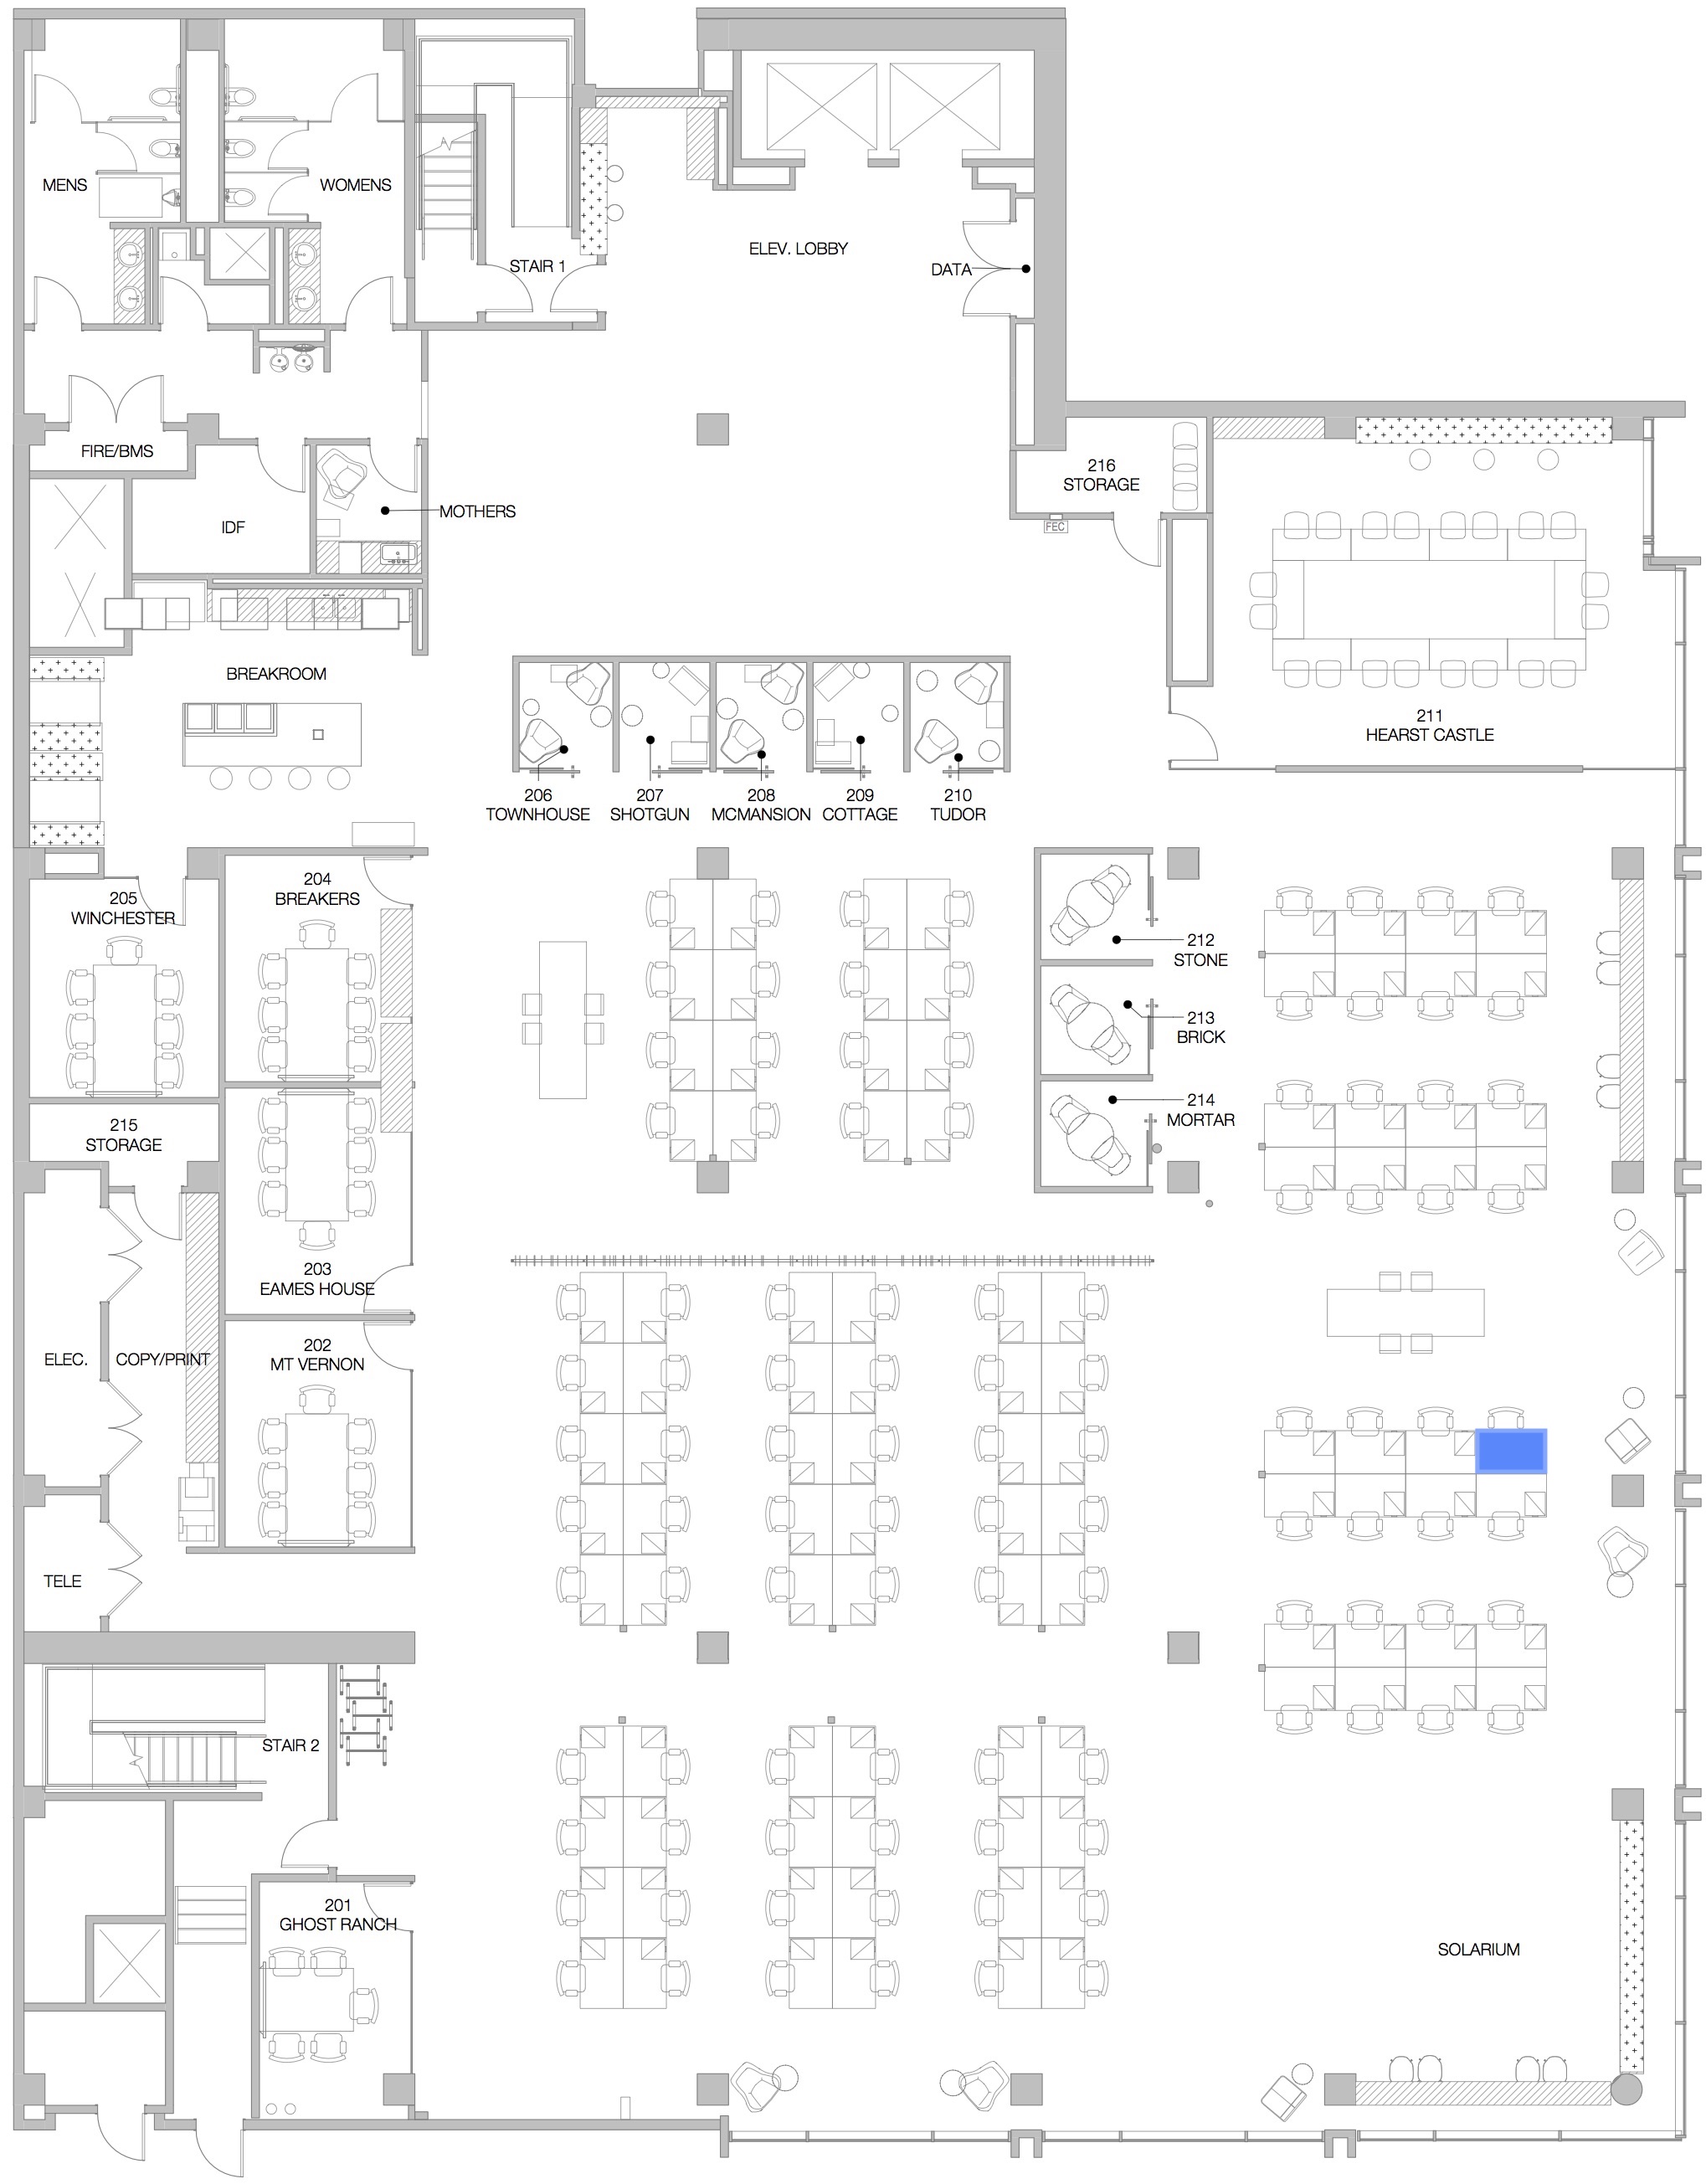 MENS
WOMENS
STAIR 1
ELEV. LOBBY
DATA
FIRE/BMS
216
STORAGE
FEC
IDF
MOTHERS
BREAKROOM
211
HEARST CASTLE
206
TOWNHOUSE
207
SHOTGUN
208
MCMANSION
209
COTTAGE
210
TUDOR
205
WINCHESTER
204
BREAKERS
212
STONE
213
BRICK
214
MORTAR
215
STORAGE
203
EAMES HOUSE
202
MT VERNON
ELEC.
COPY/PRINT
TELE
STAIR 2
201
GHOST RANCH
SOLARIUM